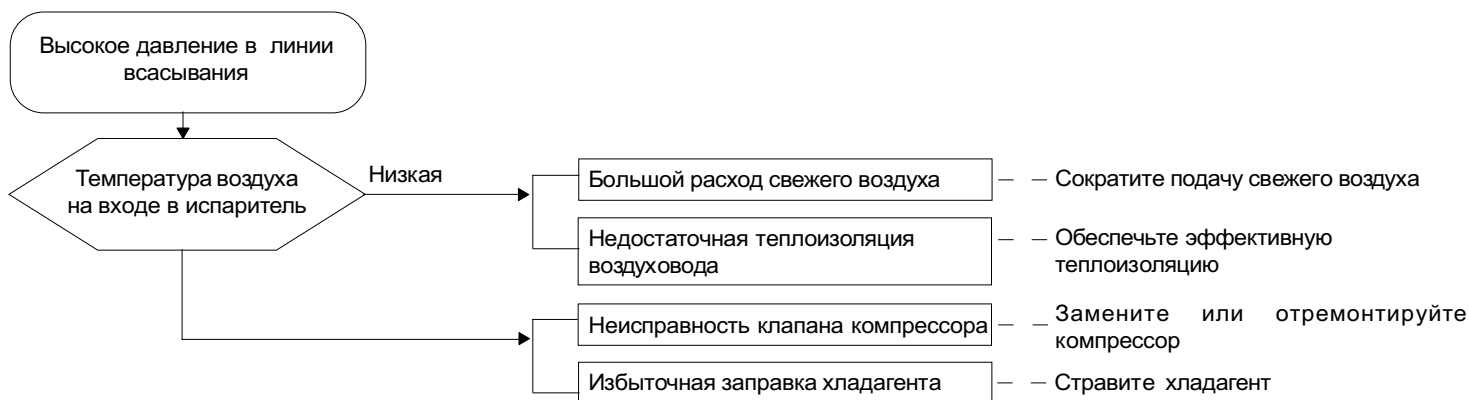 Высокое давление в линии
всасывания
Температура воздуха
на входе в испаритель
Низкая
Большой расход свежего воздуха
Сократите подачу свежего воздуха
Недостаточная теплоизоляция
воздуховода
Обеспечьте эффективную
теплоизоляцию
Неисправность клапана компрессора
Замените или отремонтируйте
компрессор
Избыточная заправка хладагента
Стравите хладагент